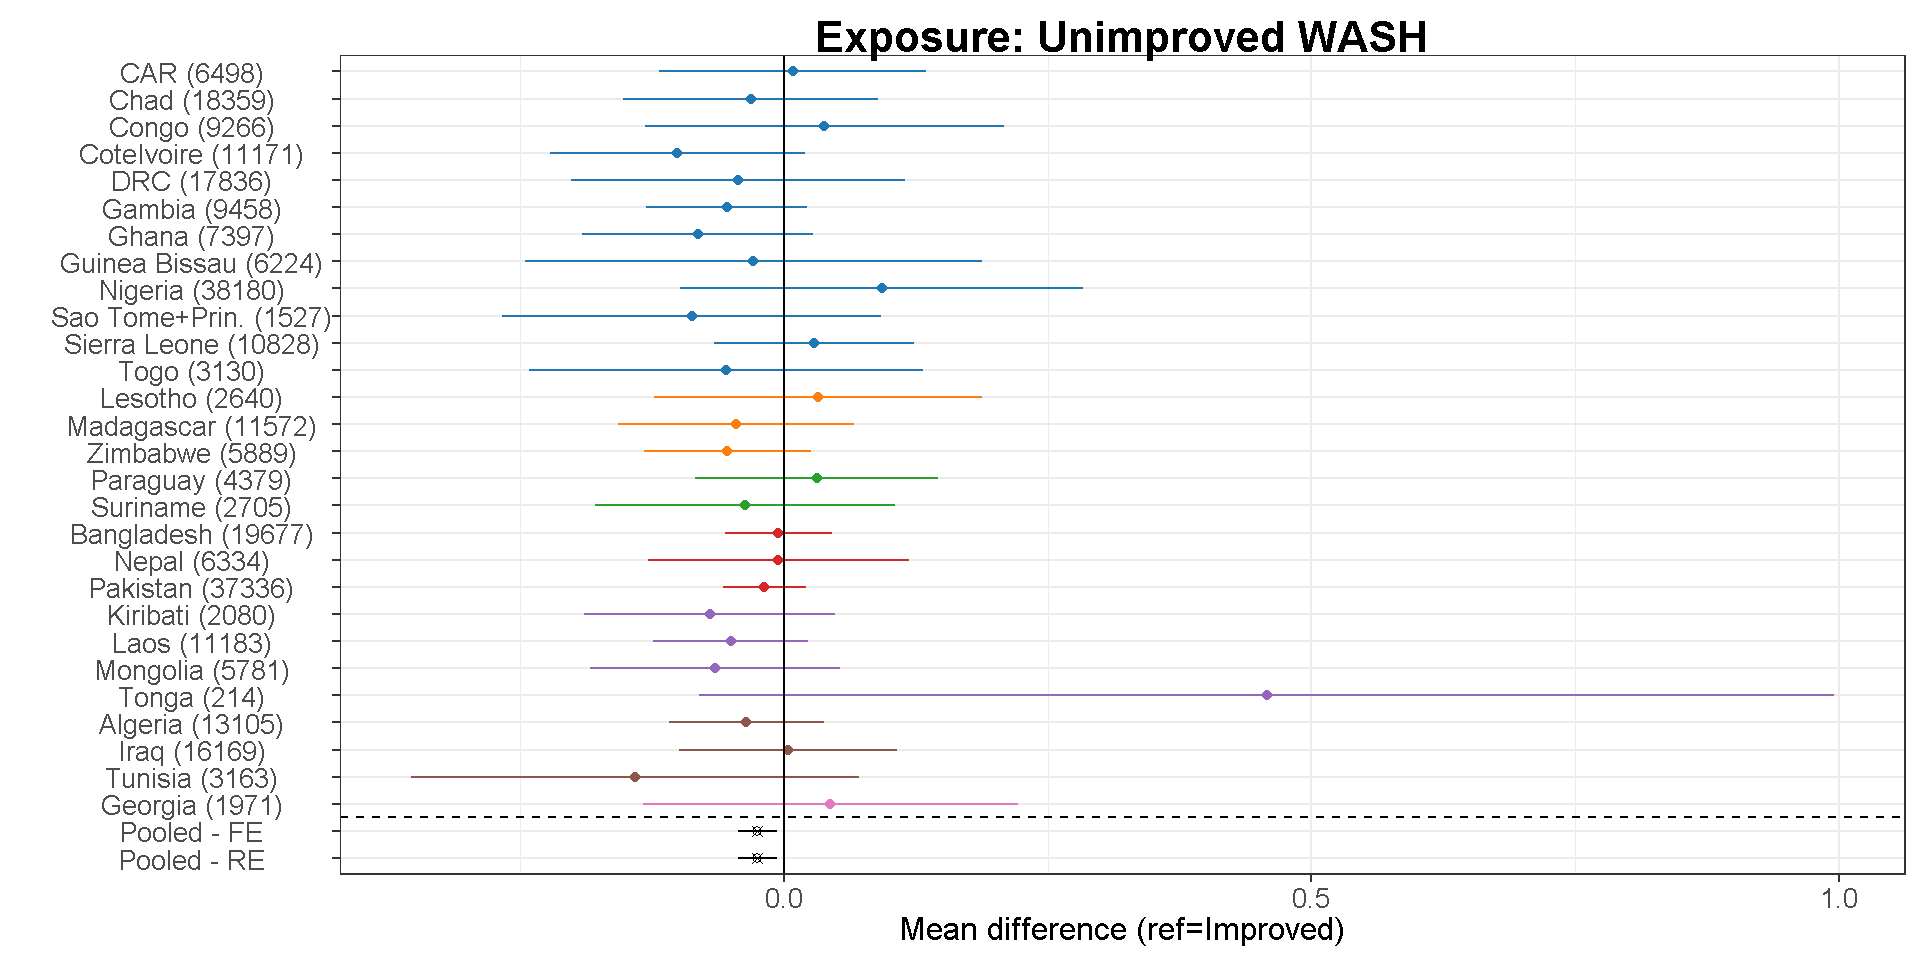 Exposure: Unimproved WASH
CAR (6498)
Chad (18359)
Congo (9266)
CoteIvoire (11171)
DRC (17836)
Gambia (9458)
Ghana (7397)
Guinea Bissau (6224)
Nigeria (38180)
Sao Tome+Prin. (1527)
Sierra Leone (10828)
Togo (3130)
Lesotho (2640)
Madagascar (11572)
Zimbabwe (5889)
Paraguay (4379)
Suriname (2705)
Bangladesh (19677)
Nepal (6334)
Pakistan (37336)
Kiribati (2080)
Laos (11183)
Mongolia (5781)
Tonga (214)
Algeria (13105)
Iraq (16169)
Tunisia (3163)
Georgia (1971)
Pooled - FE
Pooled - RE
0.0 0.5 1.0
Mean difference (ref=Improved)